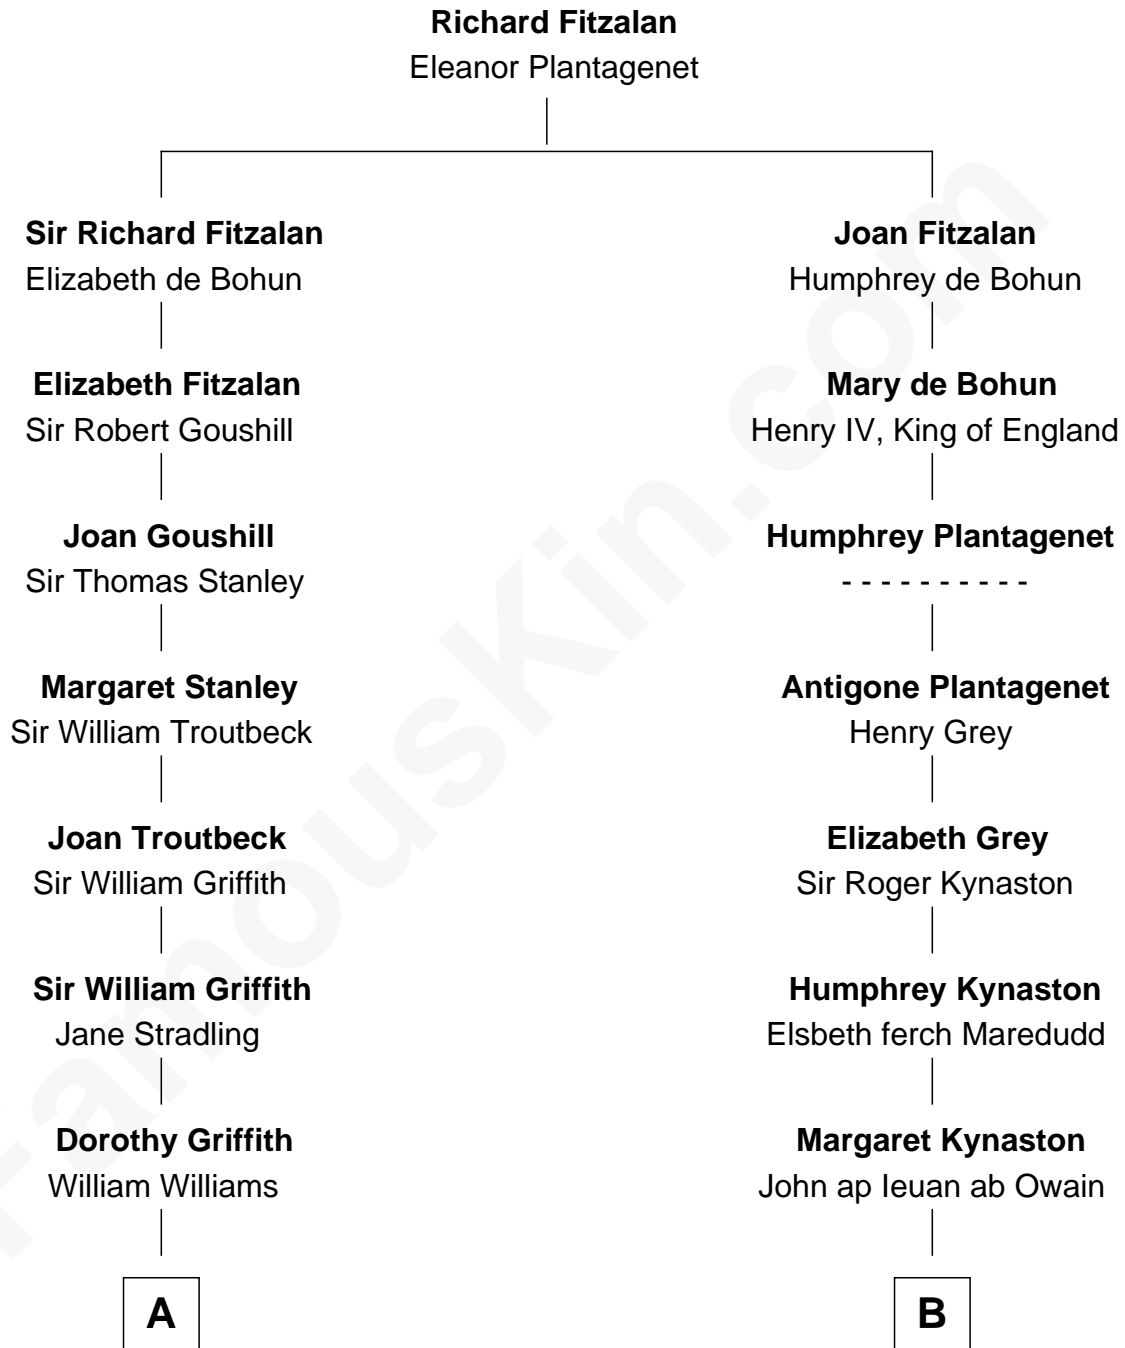 Richard Fitzalan
Eleanor Plantagenet
Sir Richard Fitzalan
Elizabeth de Bohun
Elizabeth Fitzalan
Sir Robert Goushill
Joan Goushill
Sir Thomas Stanley
Margaret Stanley
Sir William Troutbeck
Joan Troutbeck
Sir William Griffith
Sir William Griffith
Jane Stradling
Dorothy Griffith
William Williams
A
Joan Fitzalan
Humphrey de Bohun
Mary de Bohun
Henry IV, King of England
Humphrey Plantagenet
- - - - - - - - - -
Antigone Plantagenet
Henry Grey
Elizabeth Grey
Sir Roger Kynaston
Humphrey Kynaston
Elsbeth ferch Maredudd
Margaret Kynaston
John ap Ieuan ab Owain
B
FamousKin.com